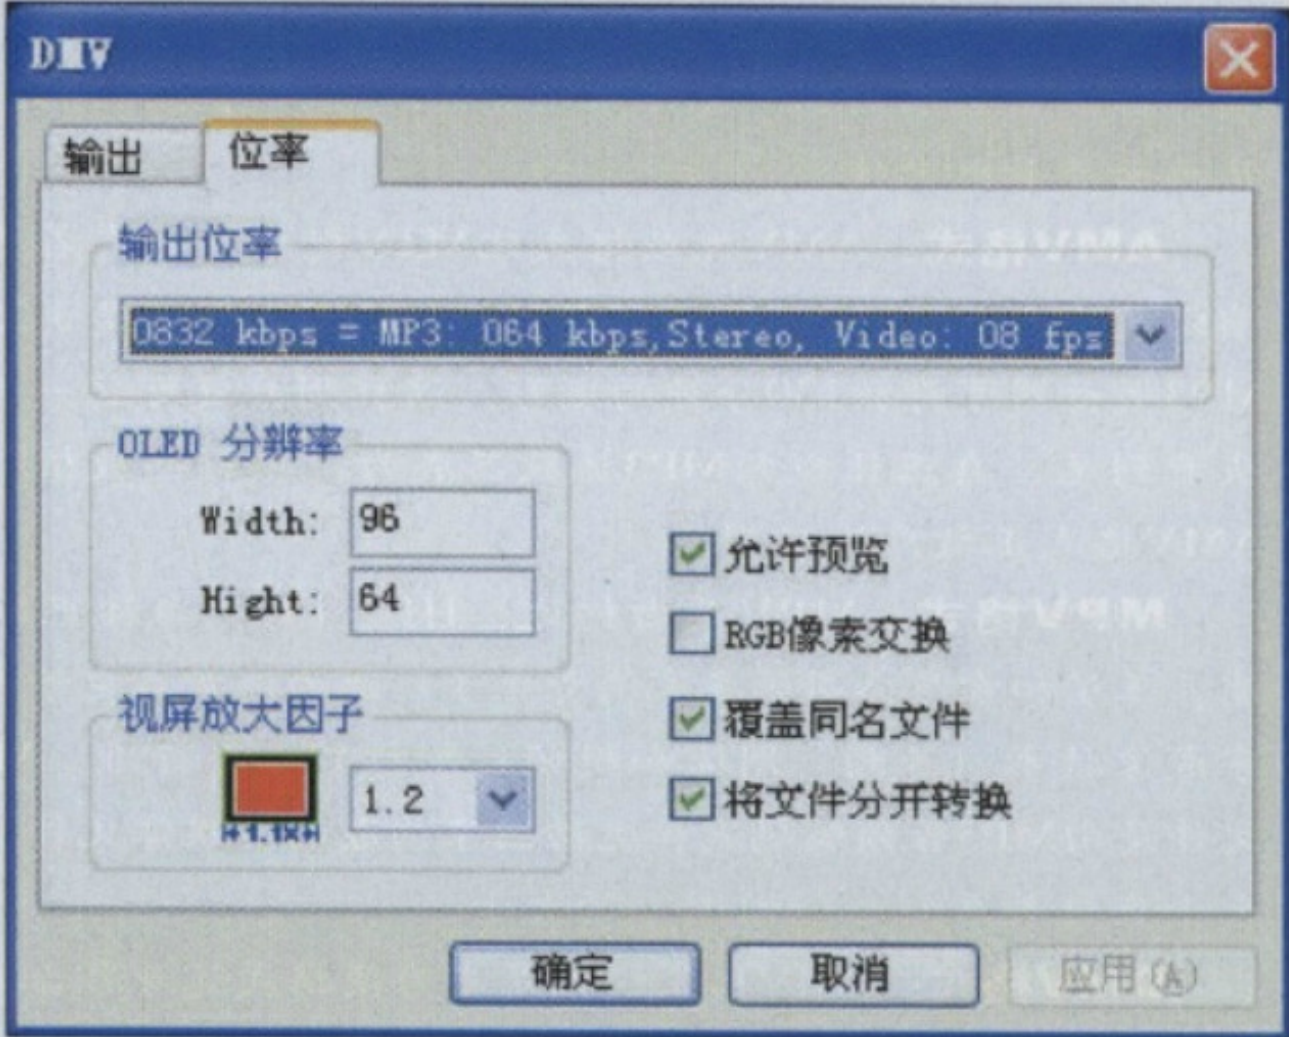 DMV
输出
位率
输出位率
0832 kbps = MP3: 064 kbps,Stereo, Video: 08 fps
OLED 分辨率
Width: 96
Hight: 64
允许预览
RGB像素交换
覆盖同名文件
将文件分开转换
视屏放大因子
1.1X
1.2
确定
取消
应用(A)